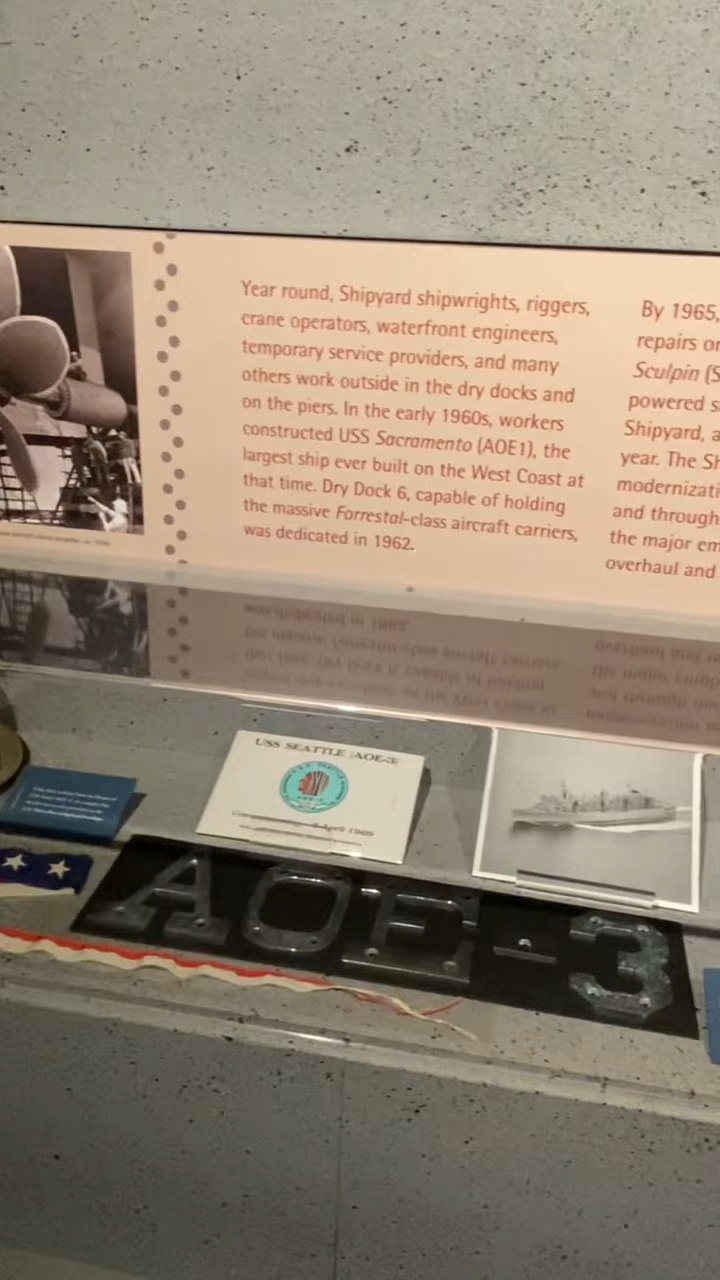 Year round, Shipyard shipwrights, riggers,
crane operators, waterfront engineers,
temporary service providers, and many
others work outside in the dry docks and
on the piers. In the early 1960s, workers
constructed USS Sacramento (AOE1), the
largest ship ever built on the West Coast at
that time. Dry Dock 6, capable of holding
the massive Forrestal-class aircraft carriers,
was dedicated in 1962.
By 1965,
repairs or
Sculpin (S
powered s
Shipyard, a
year. The Sh
modernizati
and through
the major em
overhaul and
USS SEATTLE (AOE-3)
April 1969
AOE-3